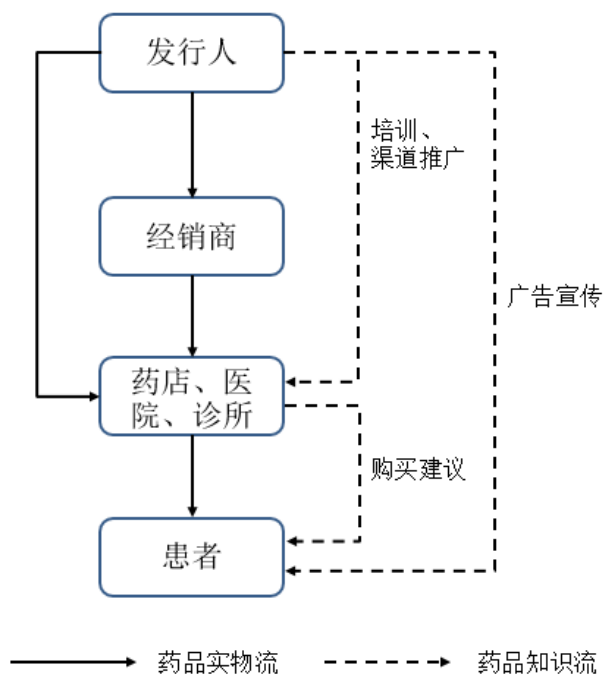 发行人
培训、
渠道推广
经销商
广告宣传
药店、医
院、诊所
购买建议
患者
药品实物流
药品知识流